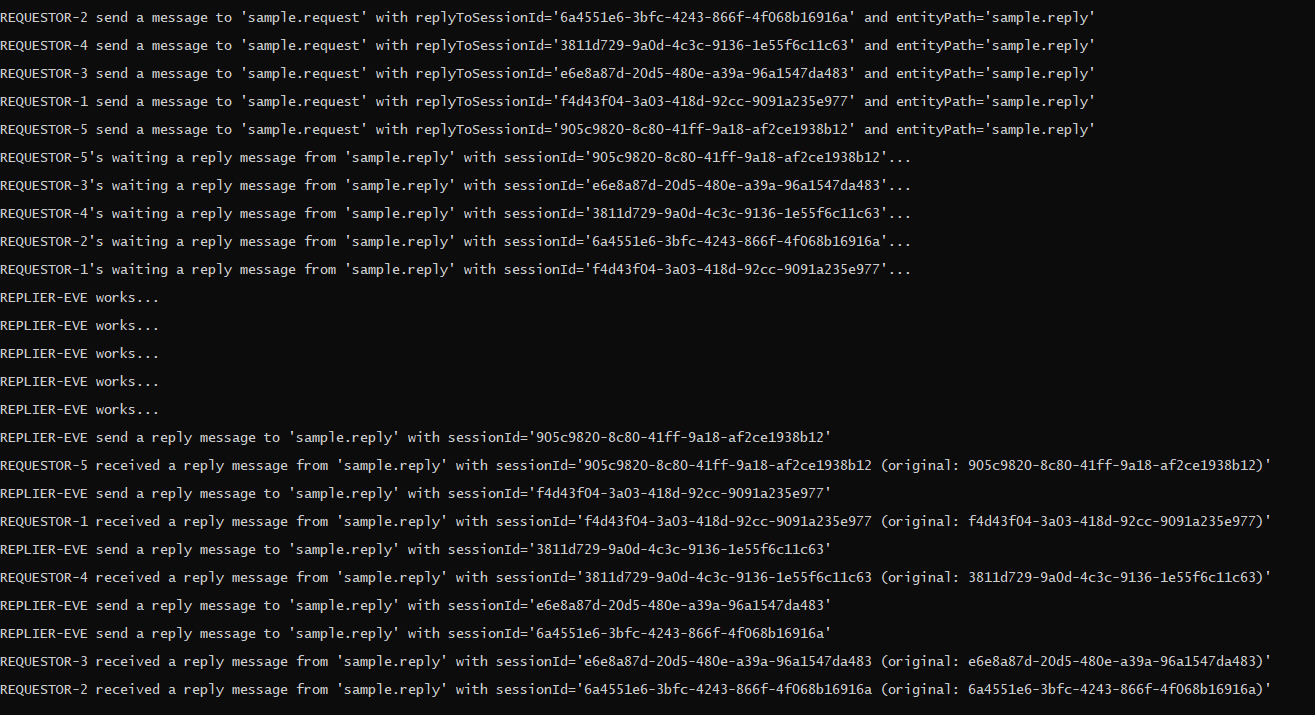 REQUESTOR-2 send a message to 'sample.request' with replyToSessionId='6a4551e6-3bfc-4243-866f-4f068b16916a' and entityPath='sample.reply'
REQUESTOR-4 send a message to 'sample.request' with replyToSessionId='3811d729-9a0d-4c3c-9136-1e55f6c11c63' and entityPath='sample.reply'
REQUESTOR-3 send a message to 'sample.request' with replyToSessionId='e6e8a87d-20d5-480e-a39a-96a1547da483' and entityPath='sample.reply'
REQUESTOR-1 send a message to 'sample.request' with replyToSessionId='f4d43f04-3a03-418d-92cc-9091a235e977' and entityPath='sample.reply'
REQUESTOR-5 send a message to 'sample.request' with replyToSessionId='905c9820-8c80-41ff-9a18-af2ce1938b12' and entityPath='sample.reply'
REQUESTOR-5's waiting a reply message from 'sample.reply' with sessionId='905c9820-8c80-41ff-9a18-af2ce1938b12'...
REQUESTOR-3's waiting a reply message from 'sample.reply' with sessionId='e6e8a87d-20d5-480e-a39a-96a1547da483'...
REQUESTOR-4's waiting a reply message from 'sample.reply' with sessionId='3811d729-9a0d-4c3c-9136-1e55f6c11c63'...
REQUESTOR-2's waiting a reply message from 'sample.reply' with sessionId='6a4551e6-3bfc-4243-866f-4f068b16916a'...
REQUESTOR-1's waiting a reply message from 'sample.reply' with sessionId='f4d43f04-3a03-418d-92cc-9091a235e977'...
REPLIER-EVE works...
REPLIER-EVE works...
REPLIER-EVE works...
REPLIER-EVE works...
REPLIER-EVE works...
REPLIER-EVE send a reply message to 'sample.reply' with sessionId='905c9820-8c80-41ff-9a18-af2ce1938b12'
REQUESTOR-5 received a reply message from 'sample.reply' with sessionId='905c9820-8c80-41ff-9a18-af2ce1938b12 (original: 905c9820-8c80-41ff-9a18-af2ce1938b12)'
REPLIER-EVE send a reply message to 'sample.reply' with sessionId='f4d43f04-3a03-418d-92cc-9091a235e977'
REQUESTOR-1 received a reply message from 'sample.reply' with sessionId='f4d43f04-3a03-418d-92cc-9091a235e977 (original: f4d43f04-3a03-418d-92cc-9091a235e977)'
REPLIER-EVE send a reply message to 'sample.reply' with sessionId='3811d729-9a0d-4c3c-9136-1e55f6c11c63'
REQUESTOR-4 received a reply message from 'sample.reply' with sessionId='3811d729-9a0d-4c3c-9136-1e55f6c11c63 (original: 3811d729-9a0d-4c3c-9136-1e55f6c11c63)'
REPLIER-EVE send a reply message to 'sample.reply' with sessionId='e6e8a87d-20d5-480e-a39a-96a1547da483'
REPLIER-EVE send a reply message to 'sample.reply' with sessionId='6a4551e6-3bfc-4243-866f-4f068b16916a'
REQUESTOR-3 received a reply message from 'sample.reply' with sessionId='e6e8a87d-20d5-480e-a39a-96a1547da483 (original: e6e8a87d-20d5-480e-a39a-96a1547da483)'
REQUESTOR-2 received a reply message from 'sample.reply' with sessionId='6a4551e6-3bfc-4243-866f-4f068b16916a (original: 6a4551e6-3bfc-4243-866f-4f068b16916a)'